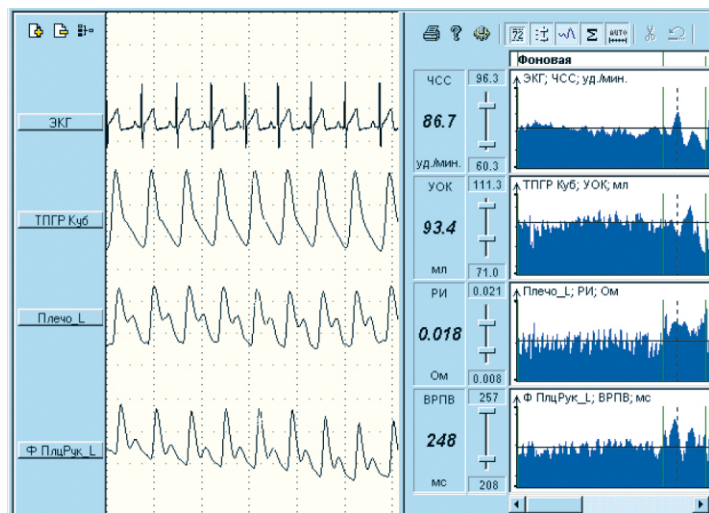 ЭКГ
ТПГР Куб
Плечо_L
Ф ПлцРук_L
72
Σ
AUTO
Фоновая
ЧСС
96.3
86.7
уд./мин.
60.3
ЭКГ; ЧСС; уд./мин.
УОК
111.3
93.4
мл
71.0
ТПГР Куб; УОК; мл
РИ
0.021
0.018
Ом
0.008
Плечо_L; РИ; Ом
ВРПВ
257
248
мс
208
Ф ПлцРук_L; ВРПВ; мс